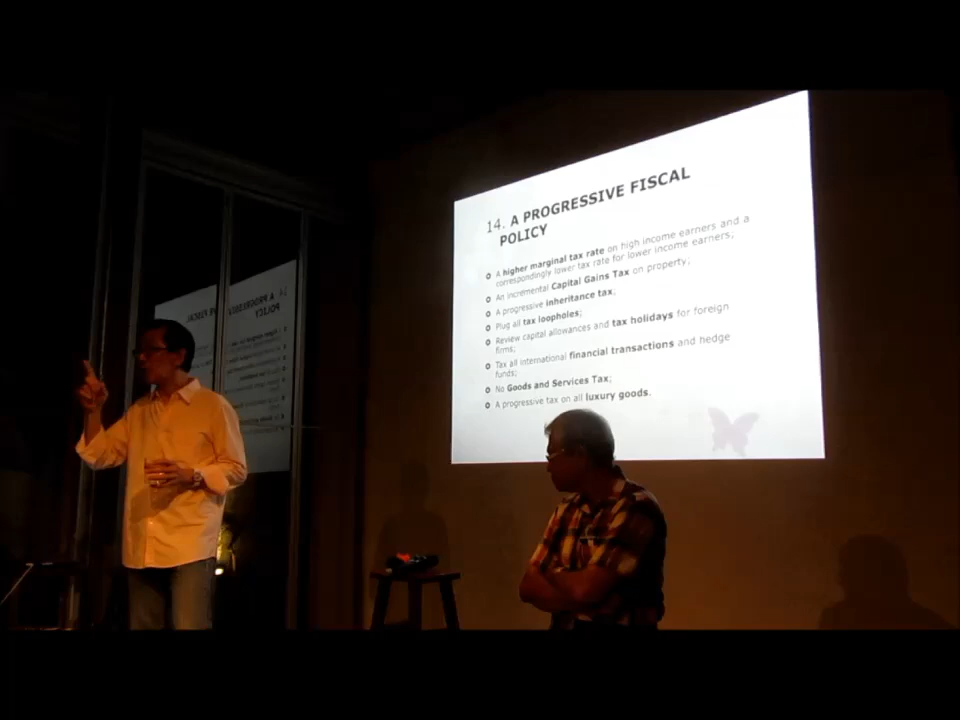 14. A PROGRESSIVE FISCAL
POLICY
A higher marginal tax rate on high income earners and a
correspondingly lower tax rate for lower income earners;
An incremental Capital Gains Tax on property;
A progressive inheritance tax;
Plug all tax loopholes;
Review capital allowances and tax holidays for foreign
firms;
Tax all international financial transactions and hedge
funds;
No Goods and Services Tax;
A progressive tax on all luxury goods.